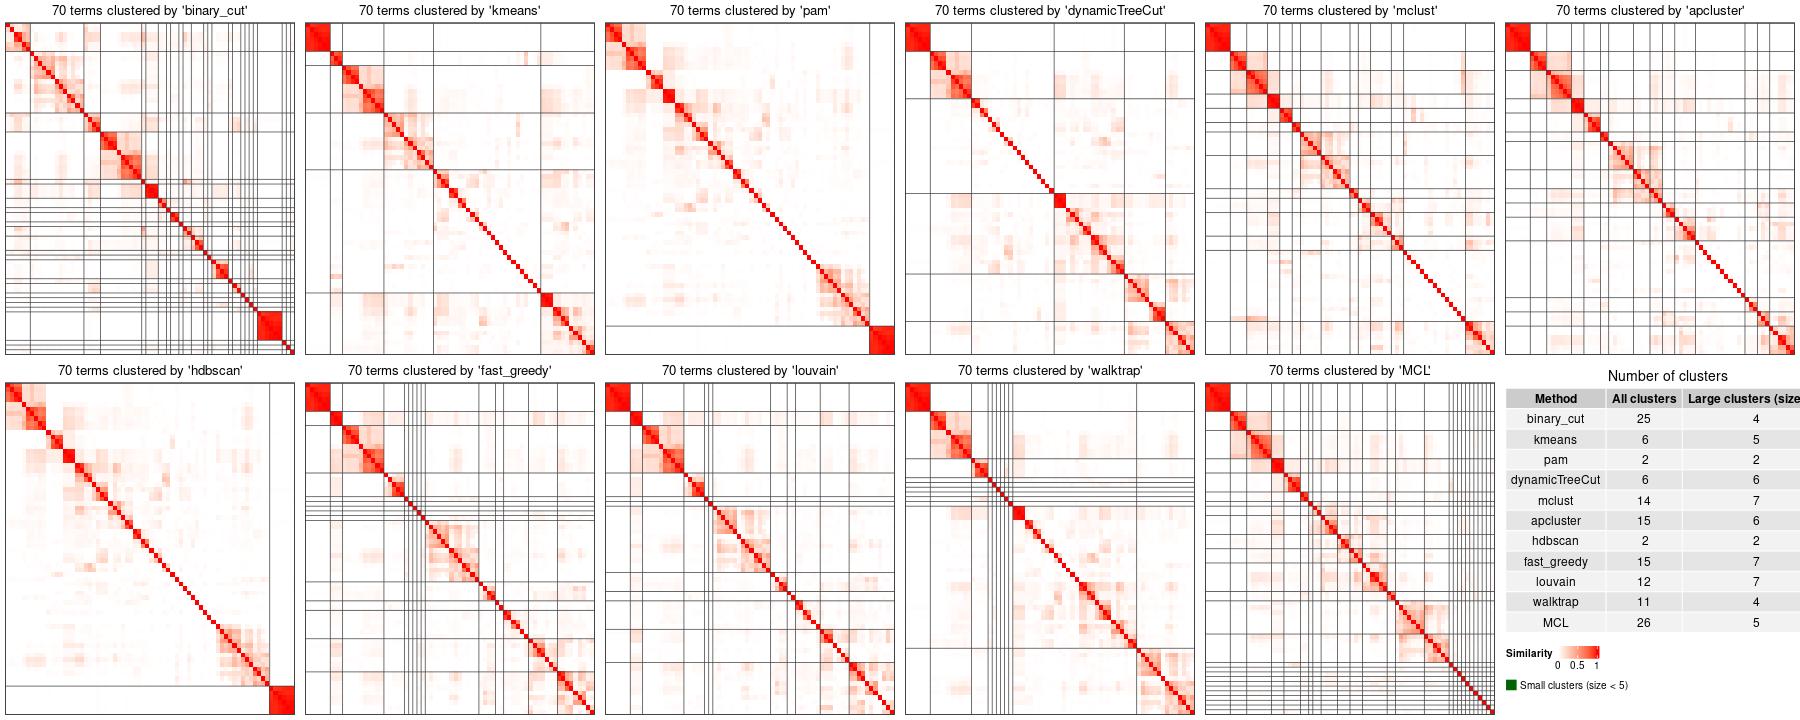 70 terms clustered by 'binary_cut'
70 terms clustered by 'kmeans'
70 terms clustered by 'pam'
70 terms clustered by 'dynamicTreeCut'
70 terms clustered by 'mclust'
70 terms clustered by 'apcluster'
70 terms clustered by 'hdbscan'
70 terms clustered by 'fast_greedy'
70 terms clustered by 'louvain'
70 terms clustered by 'walktrap'
70 terms clustered by 'MCL'
Number of clusters
Method All clusters Large clusters (size
binary_cut 25 4
kmeans 6 5
pam 2 2
dynamicTreeCut 6 6
mclust 14 7
apcluster 15 6
hdbscan 2 2
fast_greedy 15 7
louvain 12 7
walktrap 11 4
MCL 26 5
Similarity
0 0.5 1
Small clusters (size < 5)